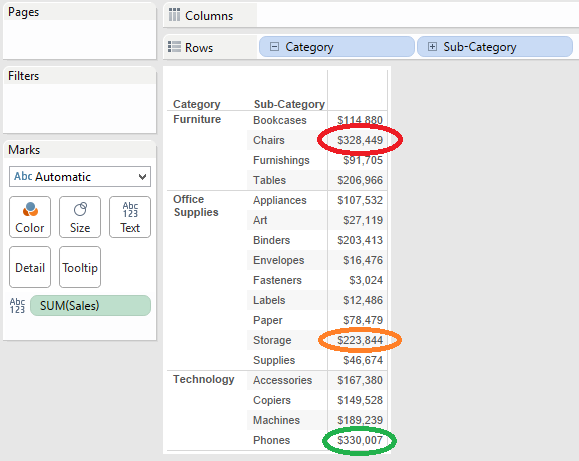 Pages
Columns
Rows
Category
Sub-Category
Filters
Marks
Abc Automatic
Color
Size
Abc
123
Text
Detail
Tooltip
Abc
123
SUM(Sales)
Category Sub-Category
Furniture Bookcases $114,880
Chairs $328,449
Furnishings $91,705
Tables $206,966
Office Appliances $107,532
Supplies Art $27,119
Binders $203,413
Envelopes $16,476
Fasteners $3,024
Labels $12,486
Paper $78,479
Storage $223,844
Supplies $46,674
Technology Accessories $167,380
Copiers $149,528
Machines $189,239
Phones $330,007